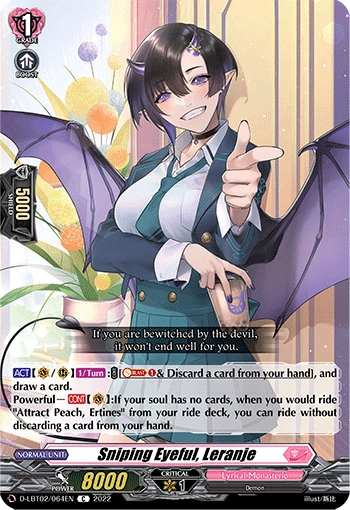 1
GRADE
BOOST
5000
SHIELD
If you are bewitched by the devil,
it won't end well for you.
ACT【 / 】1/Turn :【BLAST 1 & Discard a card from your hand】, and
draw a card.
Powerful— CONT【 】:If your soul has no cards, when you would ride
"Attract Peach, Ertines" from your ride deck, you can ride without
discarding a card from your hand.
NORMAL UNIT
Sniping Eyeful, Leranje
POWER 8000
CRITICAL
1
Lyrical Monasterio
Demon
D-LBT02/064EN C 2022
illust/斯比